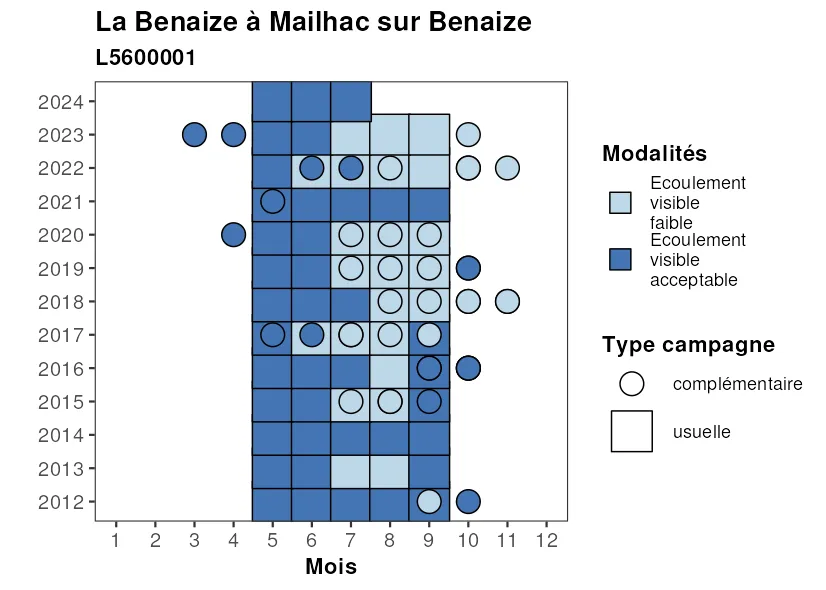 La Benaize à Mailhac sur Benaize
L5600001
2024
2023
2022
2021
2020
2019
2018
2017
2016
2015
2014
2013
2012
1 2 3 4 5 6 7 8 9 10 11 12
Mois
Modalités
Ecoulement
visible
faible
Ecoulement
visible
acceptable
Type campagne
complémentaire
usuelle